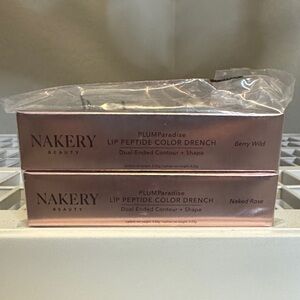 NAKERY
BEAUTY
PLUMParadise
LIP PEPTIDE COLOR DRENCH
Dual Ended Contour + Shape
Berry Wild
NAKERY
BEAUTY
PLUMParadise
LIP PEPTIDE COLOR DRENCH
Dual Ended Contour + Shape
Naked Rose